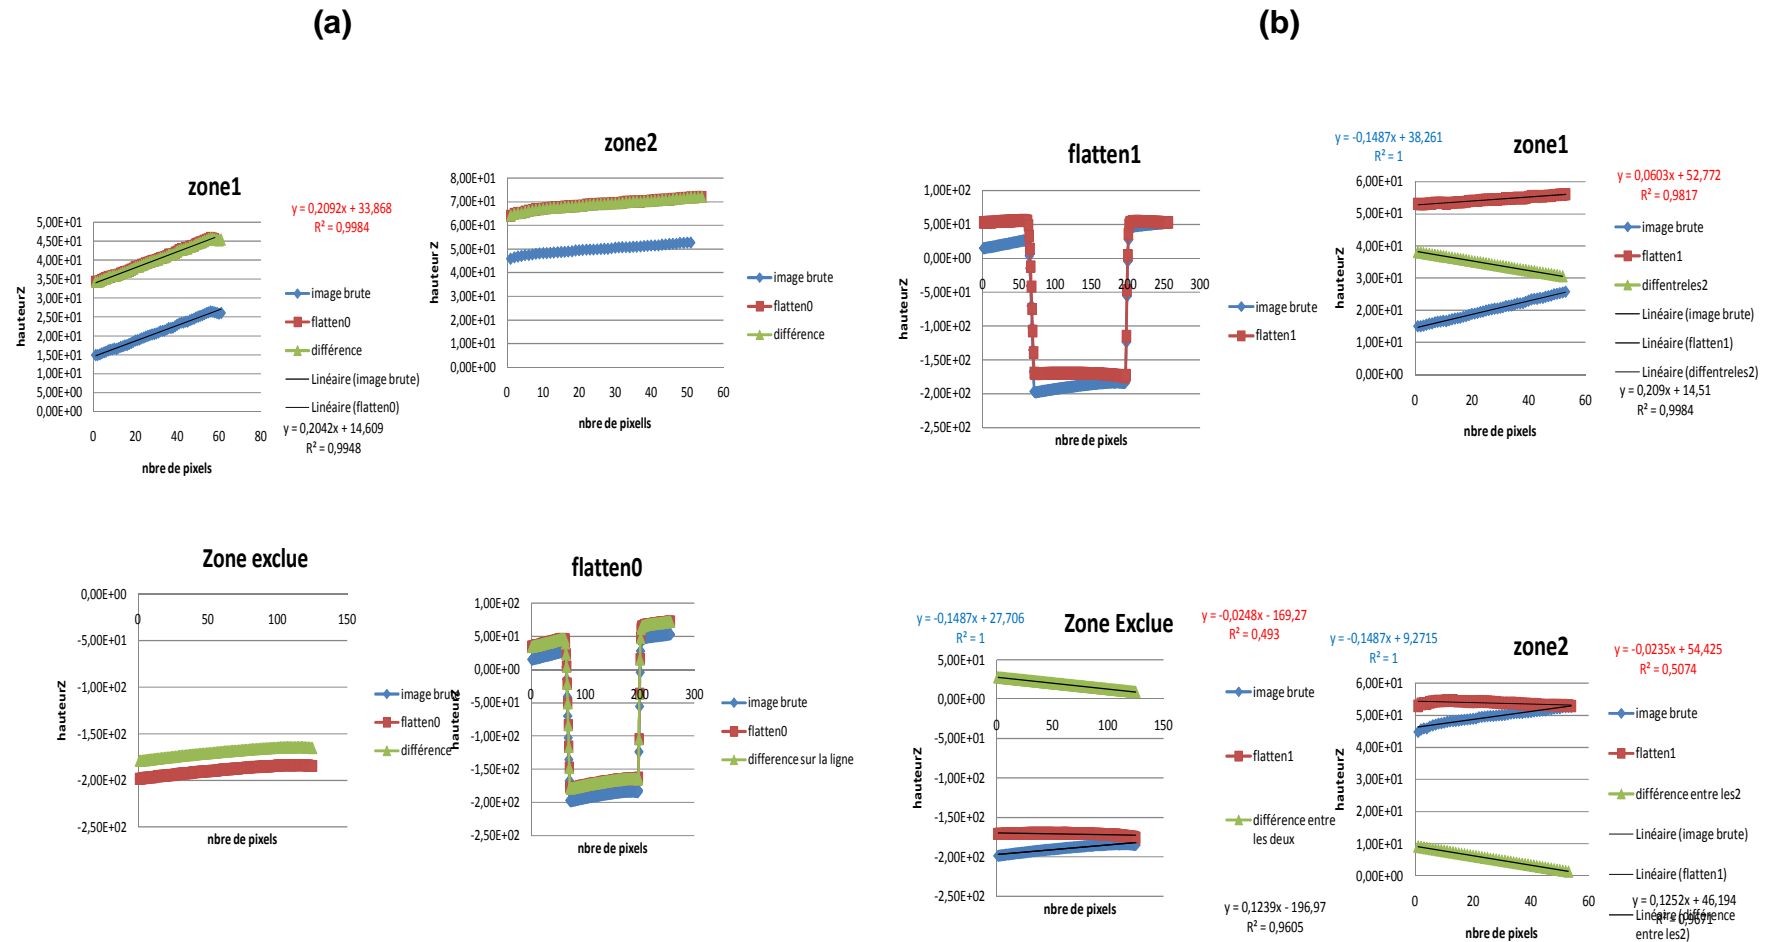 (a)
(b)
zone1
y = 0,2092x + 33,868
R² = 0,9984
5,00E+01
4,50E+01
4,00E+01
3,50E+01
3,00E+01
2,50E+01
2,00E+01
1,50E+01
1,00E+01
5,00E+00
0,00E+00
hauteurZ
0 20 40 60 80
nbre de pixels
image brute
flatten0
différence
Linéaire (image brute)
Linéaire (flatten0)
y = 0,2042x + 14,609
R² = 0,9948
zone2
8,00E+01
7,00E+01
6,00E+01
5,00E+01
4,00E+01
3,00E+01
2,00E+01
1,00E+01
0,00E+00
hauteurZ
0 10 20 30 40 50 60
nbre de pixells
image brute
flatten0
différence
flatten1
1,00E+02
5,00E+01
0,00E+00
-5,00E+01
-1,00E+02
-1,50E+02
-2,00E+02
-2,50E+02
hauteurZ
0 50 100 150 200 250 300
nbre de pixels
image brute
flatten1
y = -0,1487x + 38,261
R² = 1
zone1
y = 0,0603x + 52,772
R² = 0,9817
6,00E+01
5,00E+01
4,00E+01
3,00E+01
2,00E+01
1,00E+01
0,00E+00
hauteurZ
0 20 40 60
nbre de pixells
image brute
flatten1
diffentreles2
Linéaire (image brute)
Linéaire (flatten1)
Linéaire (diffentreles2)
y = 0,209x + 14,51
R² = 0,9984
Zone exclue
0,00E+00
-5,00E+01
-1,00E+02
-1,50E+02
-2,00E+02
-2,50E+02
hauteurZ
0 50 100 150
nbre de pixels
image brute
flatten0
différence
flatten0
1,00E+02
5,00E+01
0,00E+00
-5,00E+01
-1,00E+02
-1,50E+02
-2,00E+02
-2,50E+02
hauteurZ
0 100 200 300
nbre de pixels
image brute
flatten0
difference sur la ligne
y = -0,1487x + 27,706
R² = 1
Zone Exclue
y = -0,0248x - 169,27
R² = 0,493
5,00E+01
0,00E+00
-5,00E+01
-1,00E+02
-1,50E+02
-2,00E+02
-2,50E+02
hauteurZ
0 50 100 150
nbre de pixels
image brute
flatten1
différence entre
les deux
y = 0,1239x - 196,97
R² = 0,9605
y = -0,1487x + 9,2715
R² = 1
zone2
y = -0,0235x + 54,425
R² = 0,5074
6,00E+01
5,00E+01
4,00E+01
3,00E+01
2,00E+01
1,00E+01
0,00E+00
hauteurZ
0 20 40 60
nbre de pixels
image brute
flatten1
différence entre les2
Linéaire (image brute)
Linéaire (flatten1)
y = 0,1252x + 46,194
R² = 0,9671
Linéaire (différence
entre les2)